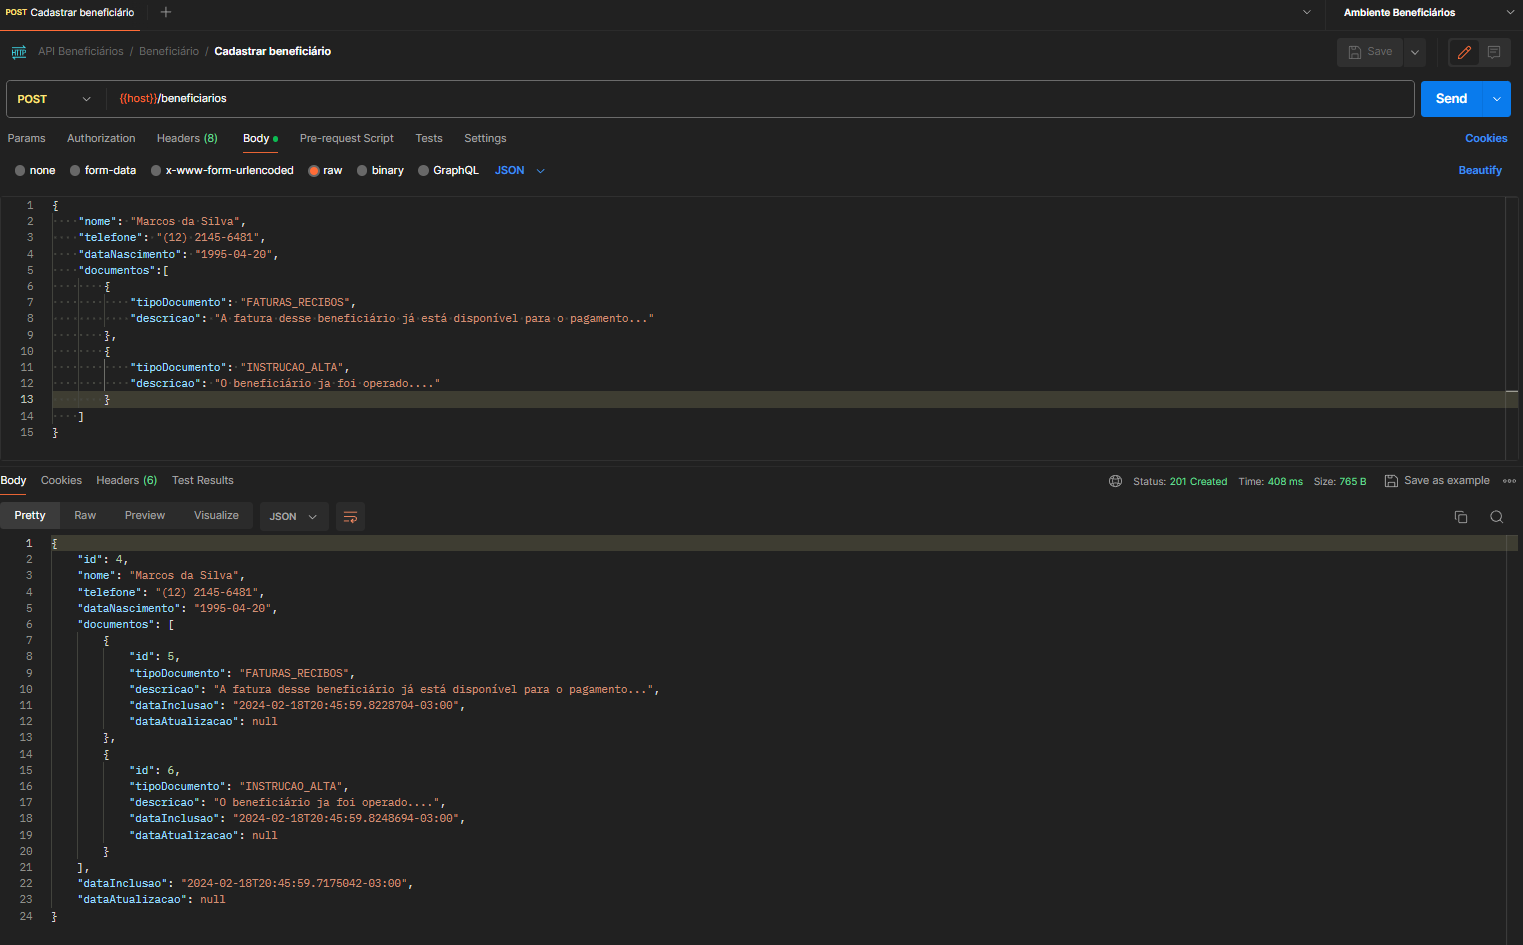 POST Cadastrar beneficiário
Ambiente Beneficiários
HTTP API Beneficiários / Beneficiário / Cadastrar beneficiário
Save
POST {{host}}/beneficiarios
Send
Params Authorization Headers (8) Body Pre-request Script Tests Settings Cookies
none form-data x-www-form-urlencoded raw binary GraphQL JSON Beautify
1 {
2 "nome": "Marcos da Silva",
3 "telefone": "(12) 2145-6481",
4 "dataNascimento": "1995-04-20",
5 "documentos":[
6 {
7 "tipoDocumento": "FATURAS_RECIBOS",
8 "descricao": "A fatura desse beneficiário já está disponível para o pagamento..."
9 },
10 {
11 "tipoDocumento": "INSTRUCAO_ALTA",
12 "descricao": "O beneficiário ja foi operado...."
13 }
14 ]
15 }
Body Cookies Headers (6) Test Results Status: 201 Created Time: 408 ms Size: 765 B Save as example
Pretty Raw Preview Visualize JSON
1 {
2 "id": 4,
3 "nome": "Marcos da Silva",
4 "telefone": "(12) 2145-6481",
5 "dataNascimento": "1995-04-20",
6 "documentos": [
7 {
8 "id": 5,
9 "tipoDocumento": "FATURAS_RECIBOS",
10 "descricao": "A fatura desse beneficiário já está disponível para o pagamento...",
11 "dataInclusao": "2024-02-18T20:45:59.8228704-03:00",
12 "dataAtualizacao": null
13 },
14 {
15 "id": 6,
16 "tipoDocumento": "INSTRUCAO_ALTA",
17 "descricao": "O beneficiário ja foi operado....",
18 "dataInclusao": "2024-02-18T20:45:59.8248694-03:00",
19 "dataAtualizacao": null
20 }
21 ],
22 "dataInclusao": "2024-02-18T20:45:59.7175042-03:00",
23 "dataAtualizacao": null
24 }